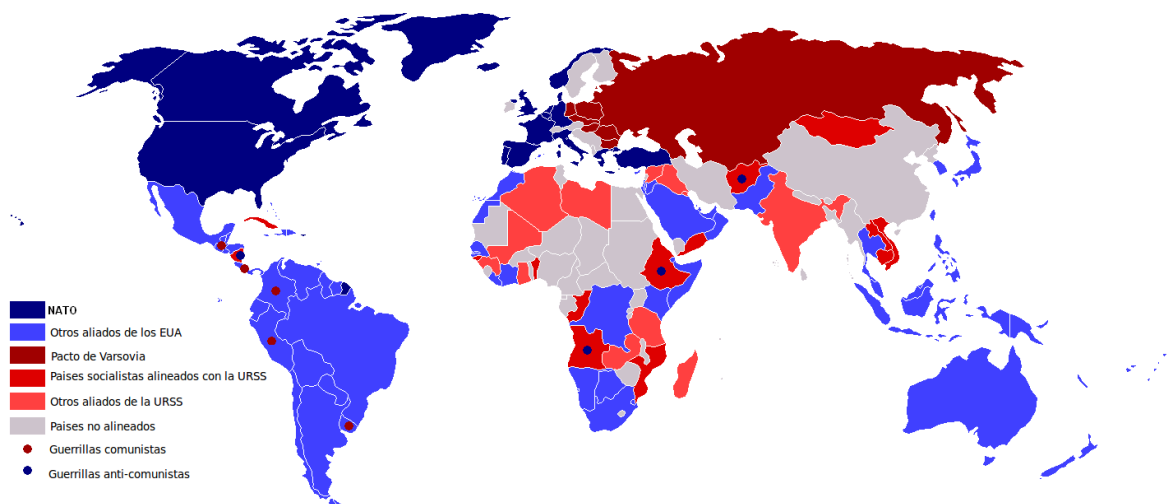 NATO
Otros aliados de los EUA
Pacto de Varsovia
Paises socialistas alineados con la URSS
Otros aliados de la URSS
Paises no alineados
Guerrillas comunistas
Guerrillas anti-comunistas